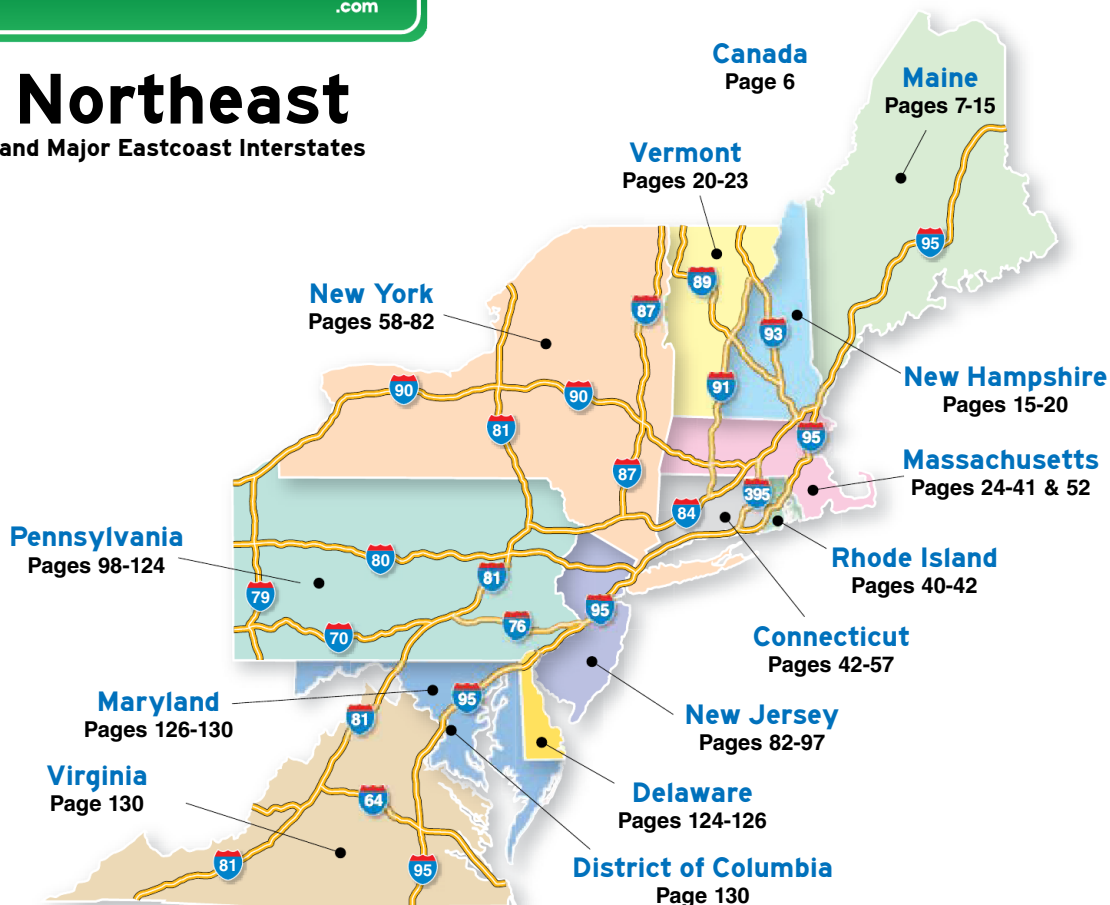 .com
Northeast
and Major Eastcoast Interstates
Canada
Page 6
Maine
Pages 7-15
Vermont
Pages 20-23
New York
Pages 58-82
New Hampshire
Pages 15-20
Massachusetts
Pages 24-41 & 52
Pennsylvania
Pages 98-124
Rhode Island
Pages 40-42
Connecticut
Pages 42-57
Maryland
Pages 126-130
New Jersey
Pages 82-97
Virginia
Page 130
Delaware
Pages 124-126
District of Columbia
Page 130
95
89
87
93
90
90
91
81
95
87
395
84
80
81
79
95
76
70
95
81
64
81
95